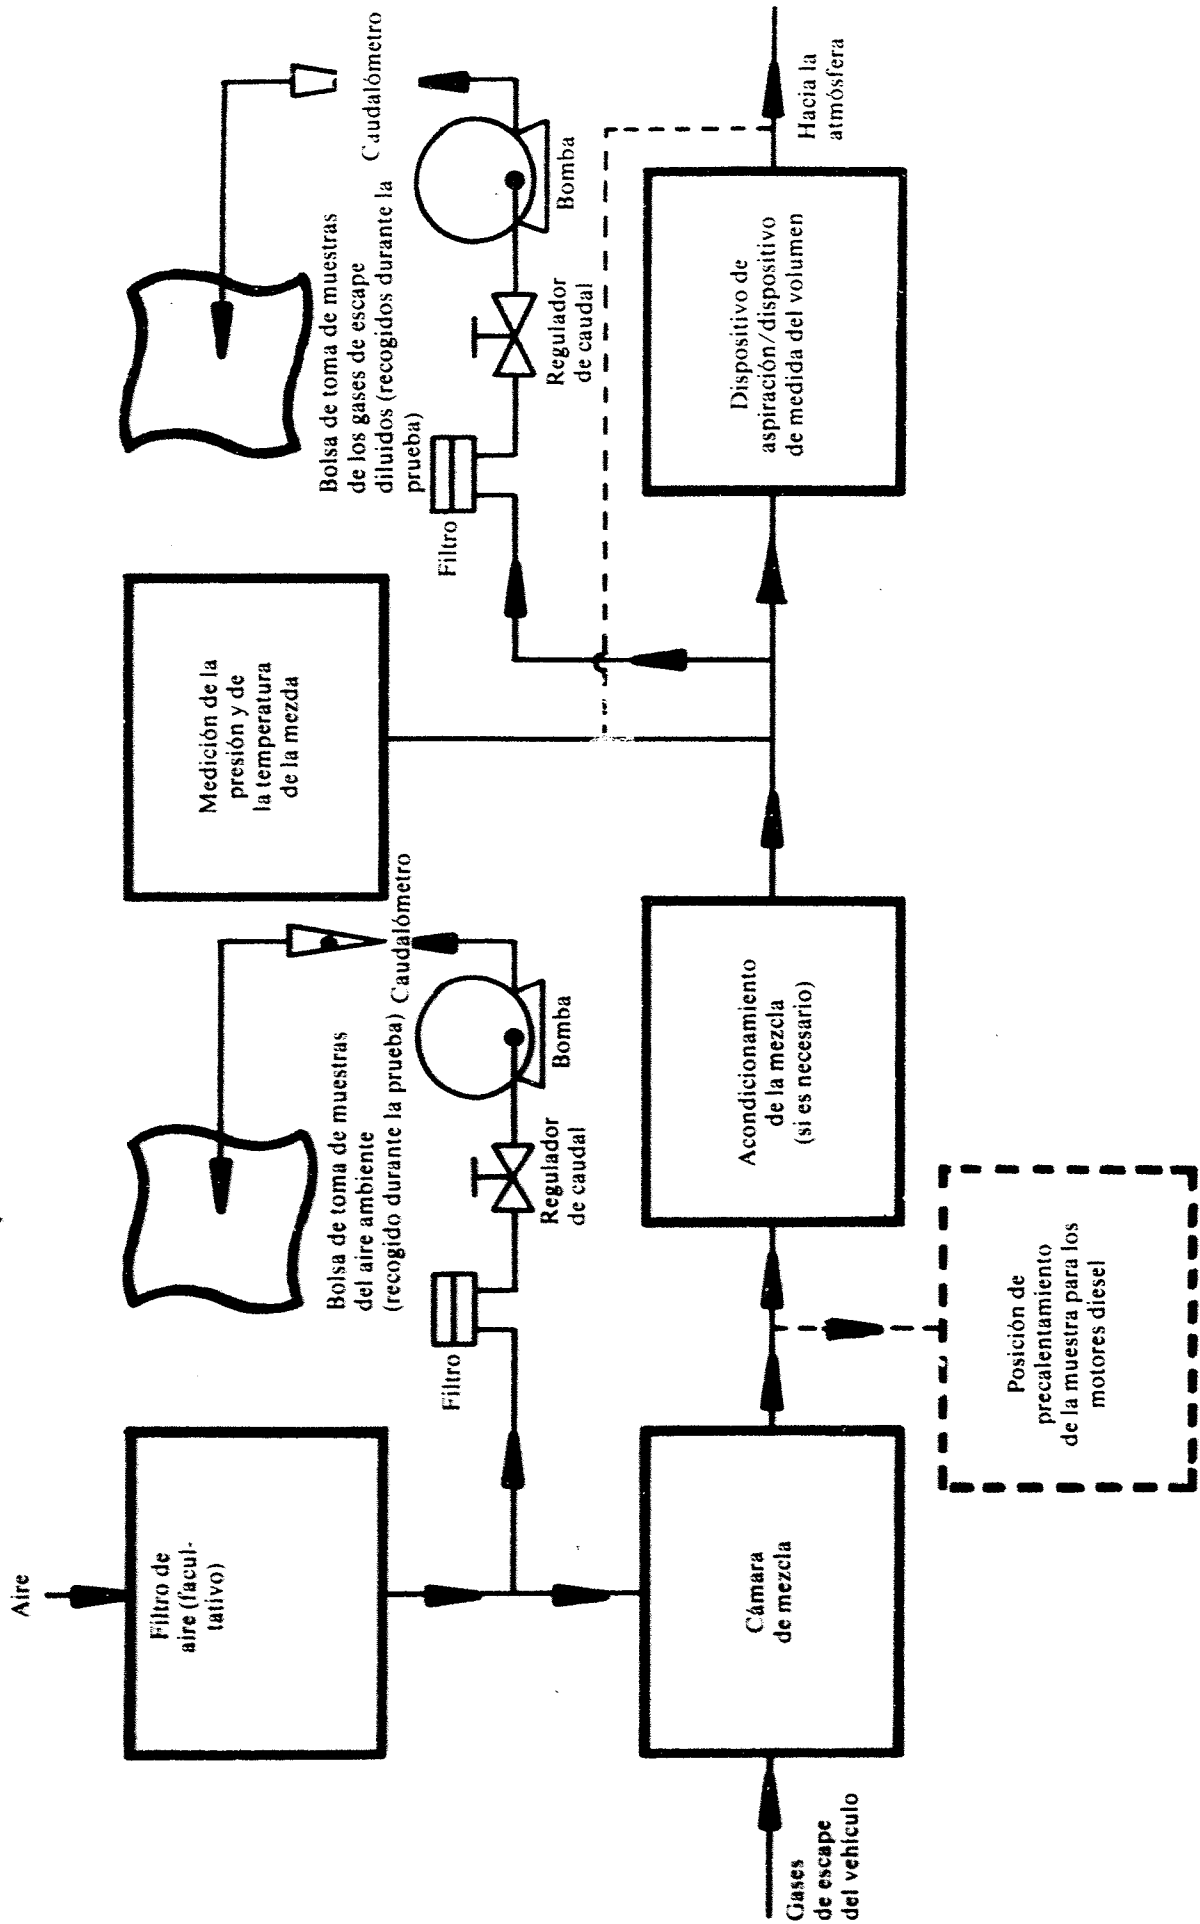 Aire
Filtro de
aire (facul-
tativo)
Bolsa de toma de muestras
del aire ambiente
(recogido durante la prueba)
Caudalómetro
Filtro
Regulador
de caudal
Bomba
Medición de la
presión y de
la temperatura
de la mezda
Bolsa de toma de muestras
de los gases de escape
diluidos (recogidos durante la
prueba)
Caudalómetro
Filtro
Regulador
de caudal
Bomba
Gases
de escape
del vehículo
Cámara
de mezcla
Acondicionamiento
de la mezcla
(si es necesario)
Dispositivo de
aspiración/dispositivo
de medida del volumen
Hacia la
atmósfera
Posición de
precalentamiento
de la muestra para los
motores diesel